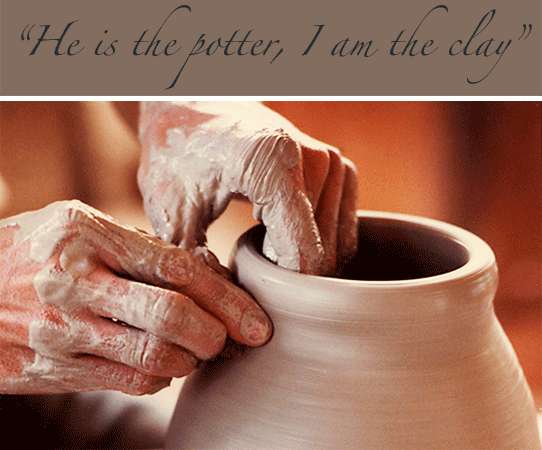 “He is the potter, I am the clay”